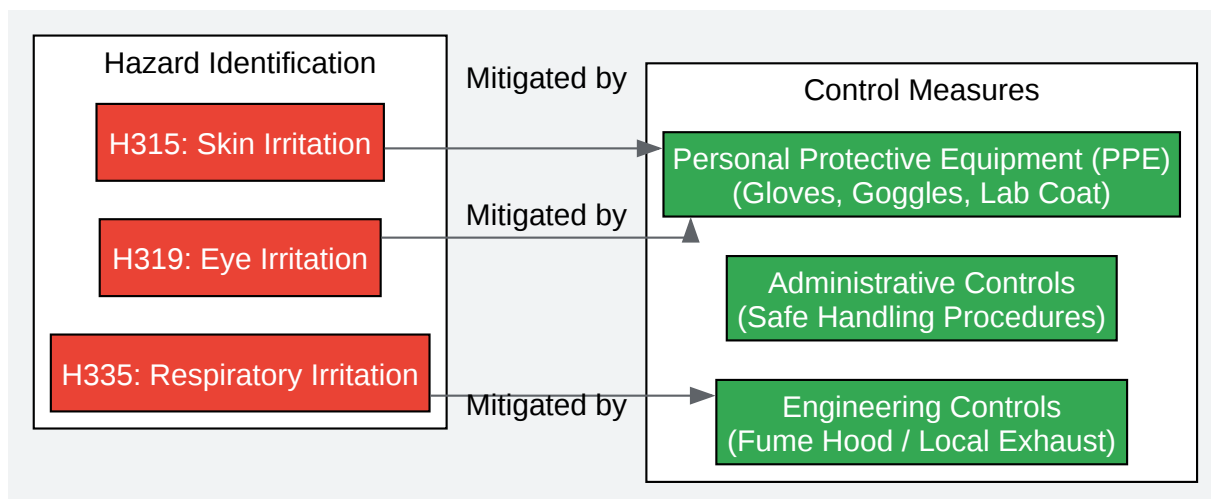 Hazard Identification
H315: Skin Irritation
H319: Eye Irritation
H335: Respiratory Irritation
Mitigated by
Mitigated by
Mitigated by
Control Measures
Personal Protective Equipment (PPE)
(Gloves, Goggles, Lab Coat)
Administrative Controls
(Safe Handling Procedures)
Engineering Controls
(Fume Hood / Local Exhaust)